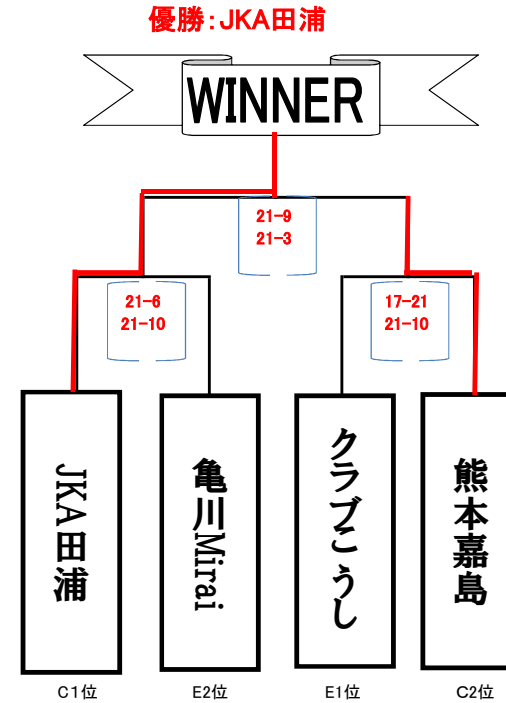 優勝：JKA田浦
WINNER
21-9
21-3
21-6
21-10
17-21
21-10
JKA田浦
亀川Mirai
クラブこうし
熊本嘉島
C1位
E2位
E1位
C2位